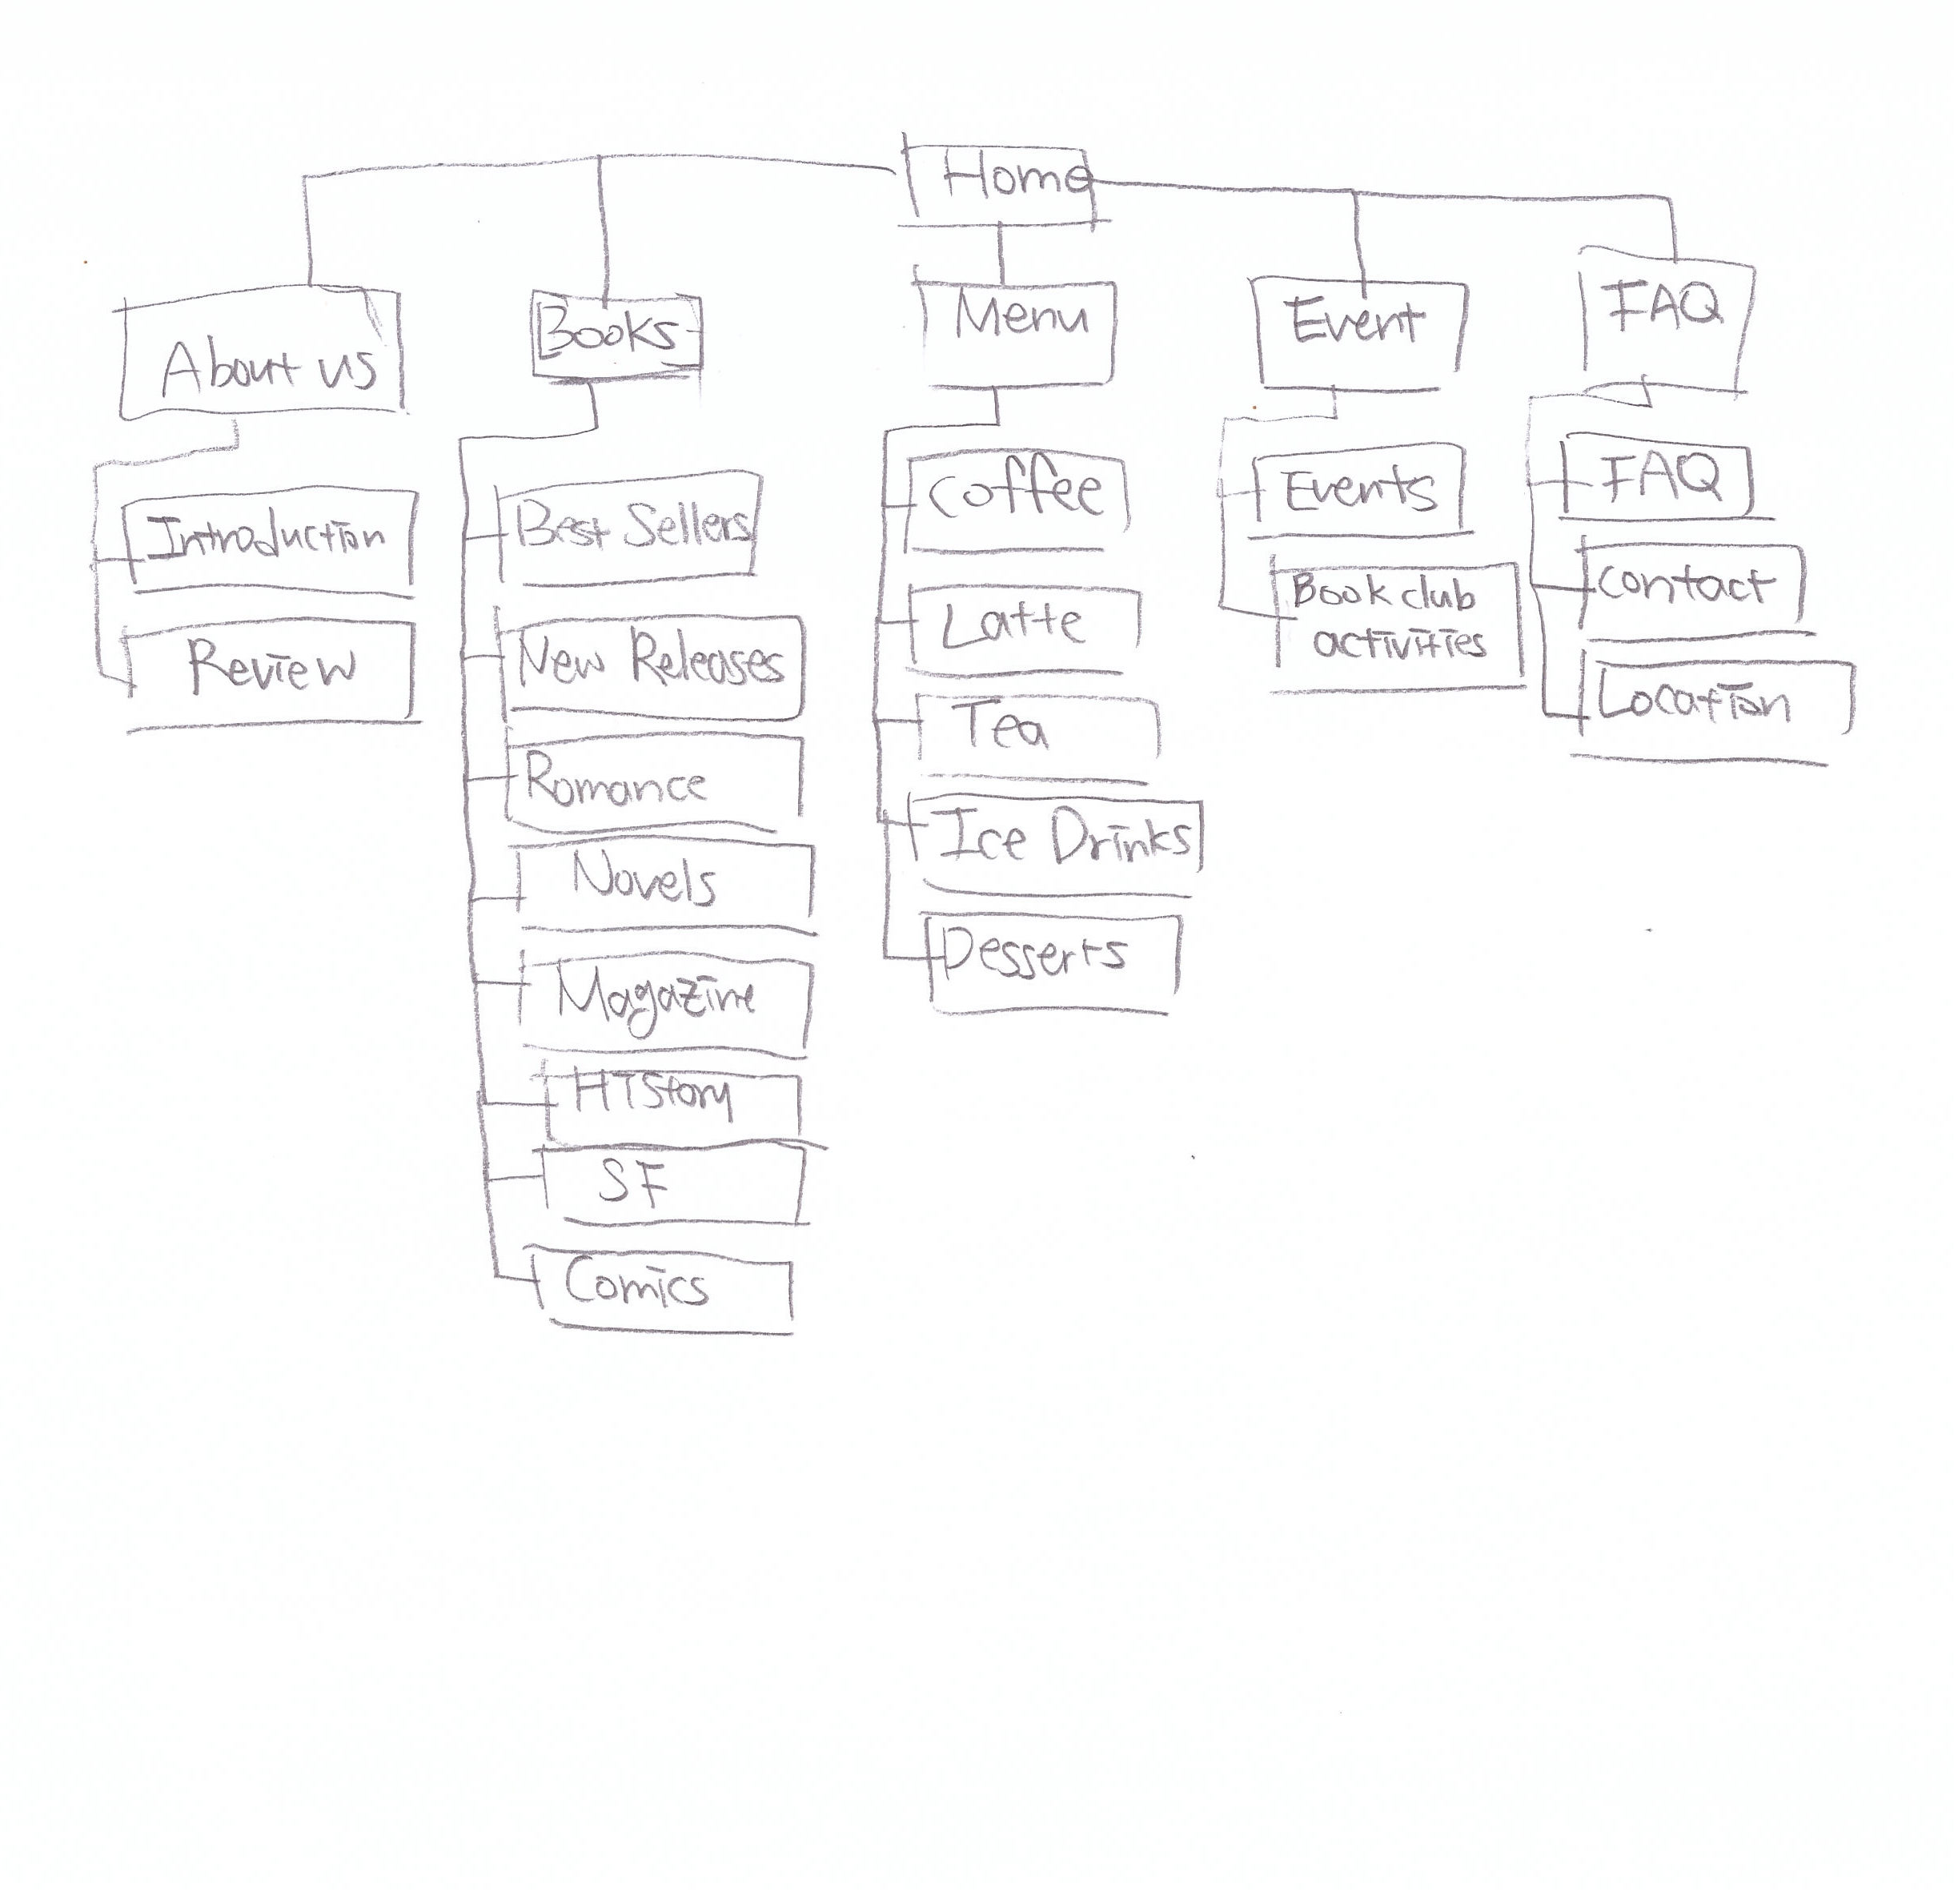 Home
About us
Books
Menu
Event
FAQ
Introduction
Review
Best Sellers
New Releases
Romance
Novels
Magazine
HIStory
SF
Comics
Coffee
Latte
Tea
Ice Drinks
Desserts
Events
Book club
activities
FAQ
contact
Location